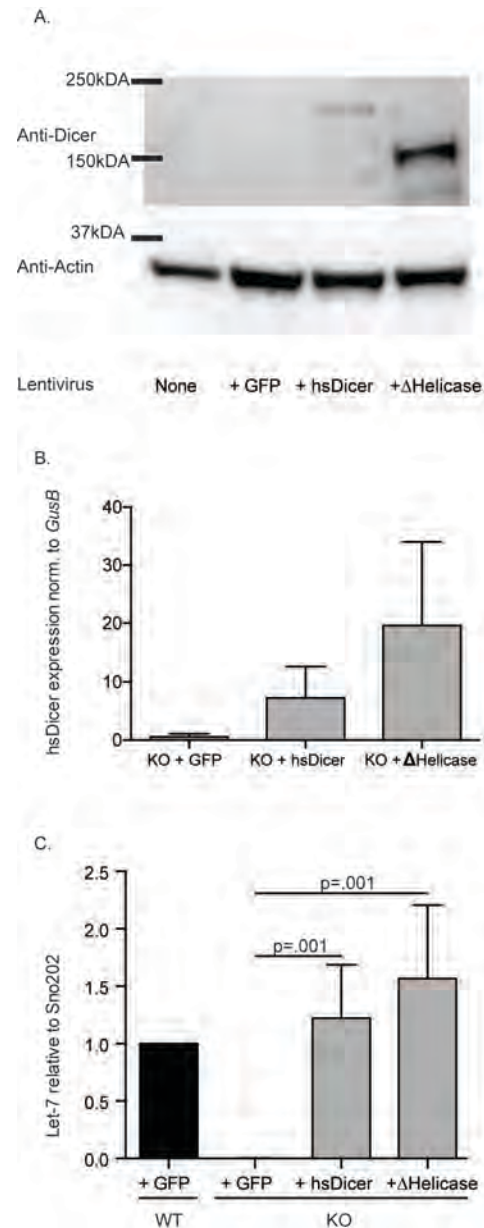 A.
250kDA
Anti-Dicer
150kDA
37kDA
Anti-Actin
Lentivirus None + GFP + hsDicer +ΔHelicase
B.
hsDicer expression norm. to GusB
40
30
20
10
0
KO + GFP KO + hsDicer KO + ΔHelicase
C.
Let-7 relative to Sno202
2.5
2.0
1.5
1.0
0.5
0.0
p=.001
p=.001
+ GFP + GFP + hsDicer +ΔHelicase
WT KO